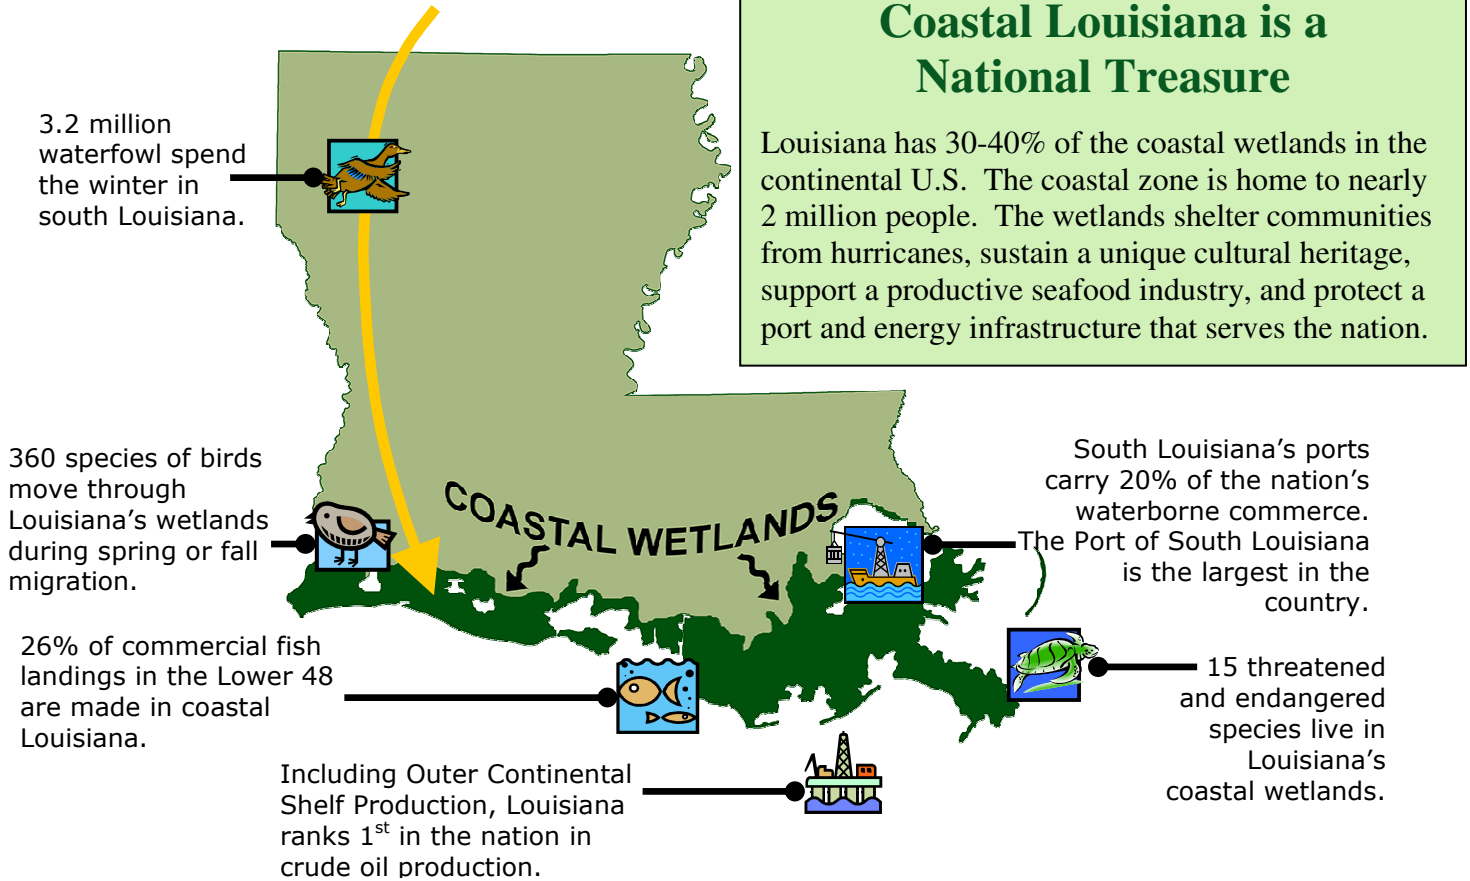 Coastal Louisiana is a
National Treasure
Louisiana has 30-40% of the coastal wetlands in the
continental U.S. The coastal zone is home to nearly
2 million people. The wetlands shelter communities
from hurricanes, sustain a unique cultural heritage,
support a productive seafood industry, and protect a
port and energy infrastructure that serves the nation.
3.2 million
waterfowl spend
the winter in
south Louisiana.
360 species of birds
move through
Louisiana’s wetlands
during spring or fall
migration.
COASTAL WETLANDS
South Louisiana’s ports
carry 20% of the nation’s
waterborne commerce.
The Port of South Louisiana
is the largest in the
country.
26% of commercial fish
landings in the Lower 48
are made in coastal
Louisiana.
15 threatened
and endangered
species live in
Louisiana’s
coastal wetlands.
Including Outer Continental
Shelf Production, Louisiana
ranks 1st in the nation in
crude oil production.